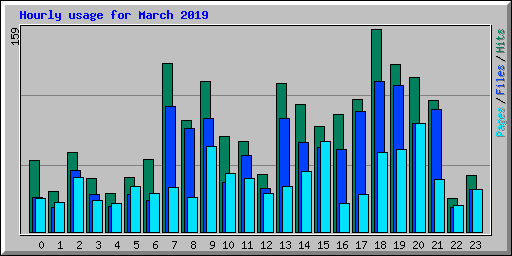 Hourly usage for March 2019
159
Pages / Files / Hits
0 1 2 3 4 5 6 7 8 9 10 11 12 13 14 15 16 17 18 19 20 21 22 23